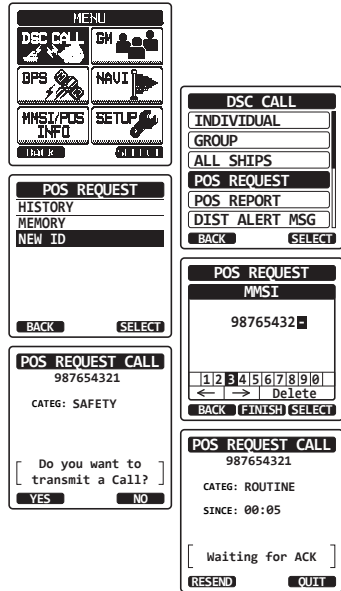 MENU
DSC CALL
GM
GPS
NAVI
MMSI/POS INFO
SETUP
BACK SELECT
DSC CALL
INDIVIDUAL
GROUP
ALL SHIPS
POS REQUEST
POS REPORT
DIST ALERT MSG
BACK SELECT
POS REQUEST
HISTORY
MEMORY
NEW ID
BACK SELECT
POS REQUEST
MMSI
98765432-
1 2 3 4 5 6 7 8 9 0
← → Delete
BACK FINISH SELECT
POS REQUEST CALL
987654321
CATEG: SAFETY
Do you want to
transmit a Call?
YES NO
POS REQUEST CALL
987654321
CATEG: ROUTINE
SINCE: 00:05
Waiting for ACK
RESEND QUIT